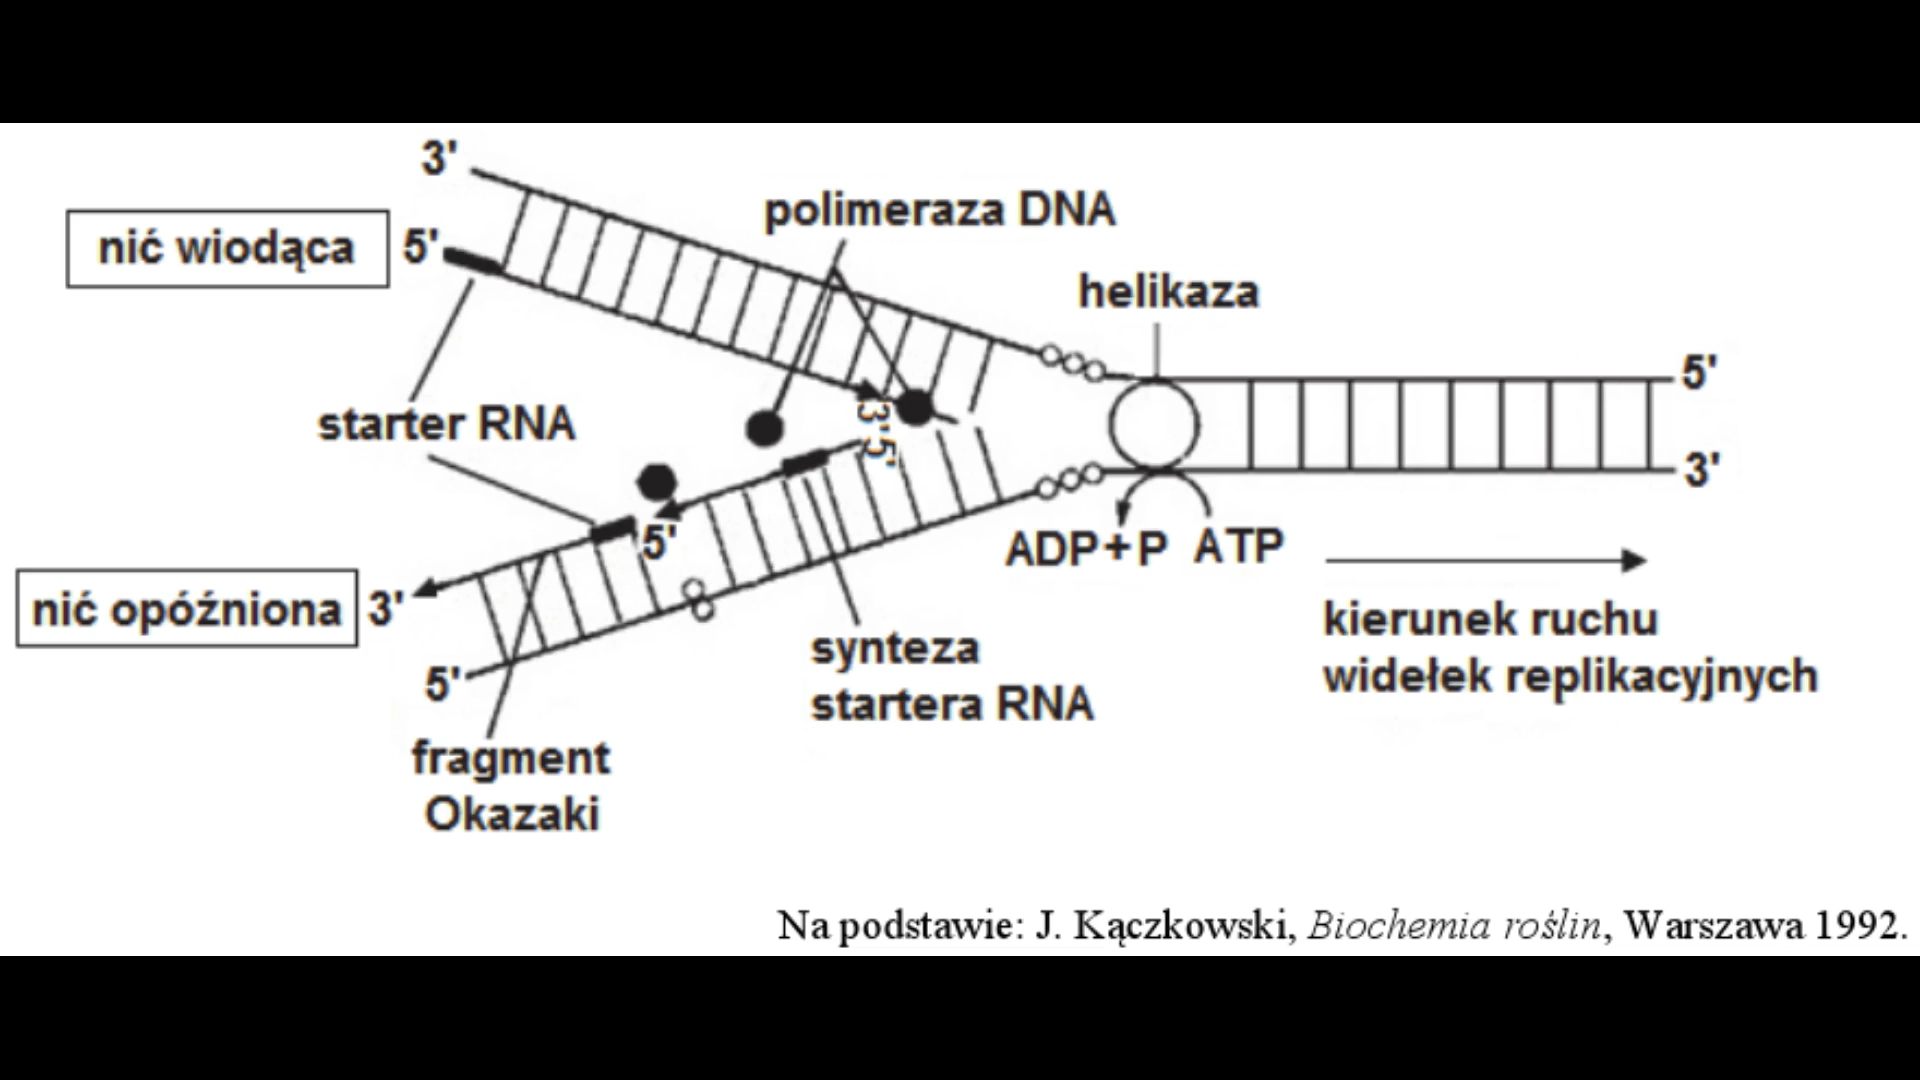 3'
polimeraza DNA
nić wiodąca
5'
helikaza
5'
starter RNA
3'5'
3'
5'
ADP+P ATP
nić opóźniona
3'
kierunek ruchu
widełek replikacyjnych
synteza
startera RNA
5'
fragment
Okazaki
Na podstawie: J. Kączkowski, Biochemia roślin, Warszawa 1992.